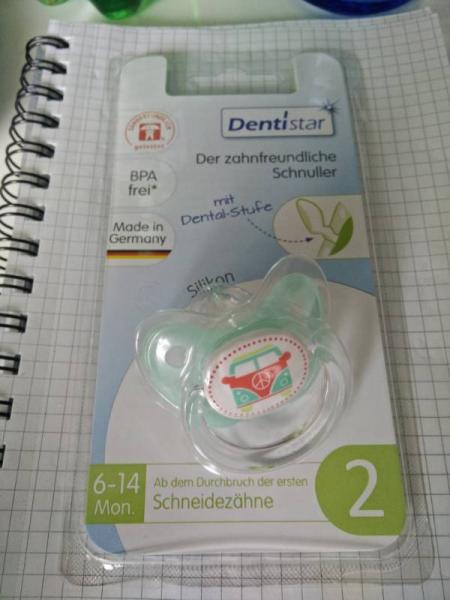 Dentistar
getestet
Der zahnfreundliche
Schnuller
BPA
frei*
mit
Dental-Stufe
Made in
Germany
Silikon
6-14
Mon.
Ab dem Durchbruch der ersten
Schneidezähne
2